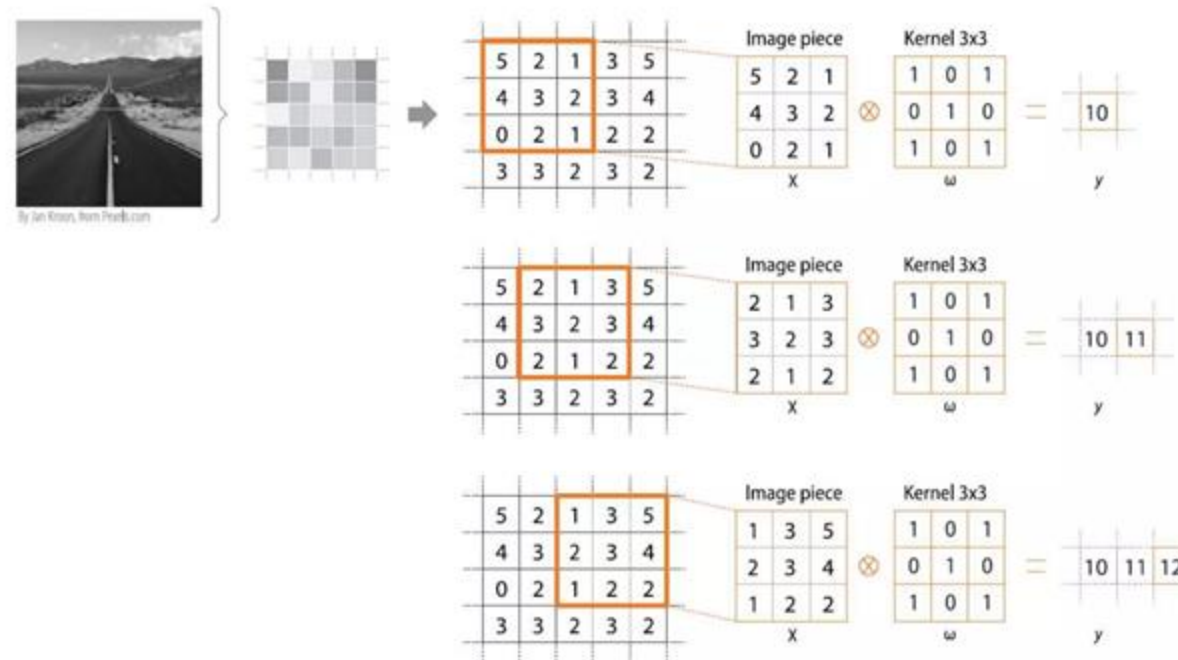 Image piece Kernel 3x3
5 2 1 3 5 5 2 1 1 0 1
4 3 2 3 4 4 3 2 ⊗ 0 1 0 = 10
0 2 1 2 2 0 2 1 1 0 1
3 3 2 3 2 X ω y
By Jan Kroon, from Pexels.com
Image piece Kernel 3x3
5 2 1 3 5 2 1 3 1 0 1
4 3 2 3 4 3 2 3 ⊗ 0 1 0 = 10 11
0 2 1 2 2 2 1 2 1 0 1
3 3 2 3 2 X ω y
Image piece Kernel 3x3
5 2 1 3 5 1 3 5 1 0 1
4 3 2 3 4 2 3 4 ⊗ 0 1 0 = 10 11 12
0 2 1 2 2 1 2 2 1 0 1
3 3 2 3 2 X ω y